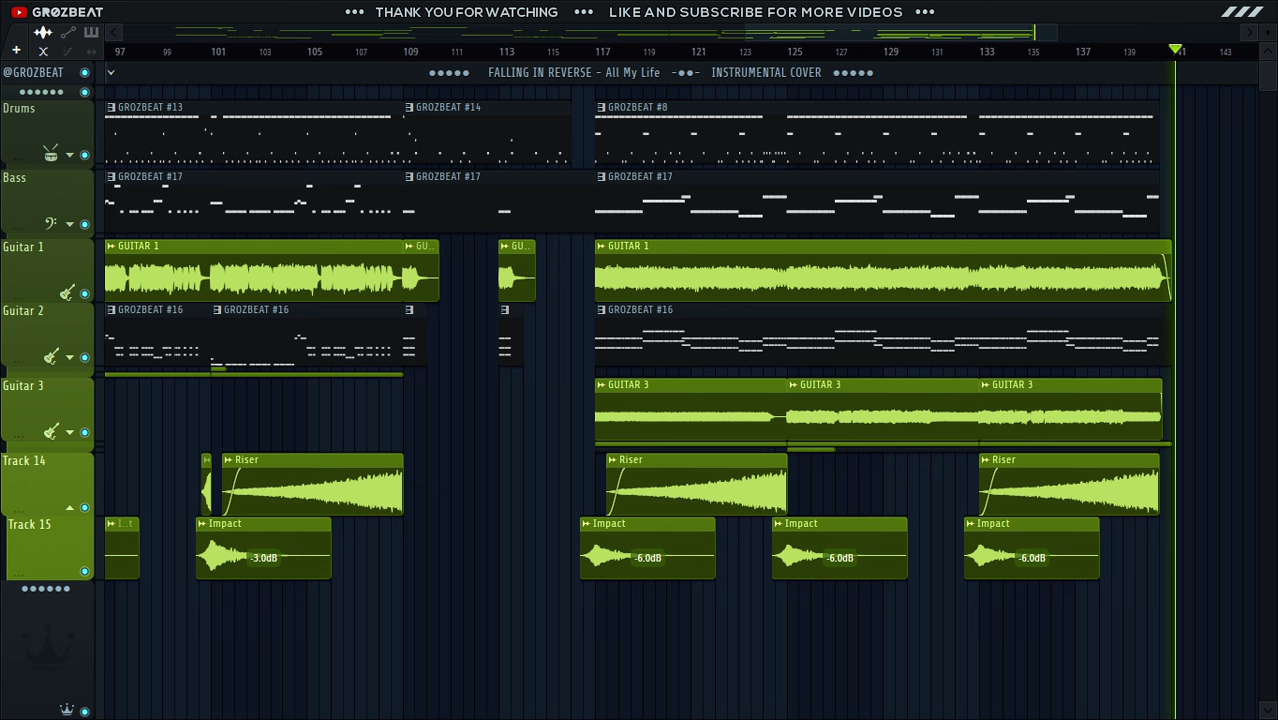 GRØZBEAT ••• THANK YOU FOR WATCHING ••• LIKE AND SUBSCRIBE FOR MORE VIDEOS •••
97 99 101 103 105 107 109 111 113 115 117 119 121 123 125 127 129 131 133 135 137 139 41 143
@GROZBEAT ●●●●● FALLING IN REVERSE - All My Life -●●- INSTRUMENTAL COVER ●●●●●
Drums GROZBEAT #13 GROZBEAT #14 GROZBEAT #8
Bass GROZBEAT #17 GROZBEAT #17 GROZBEAT #17
Guitar 1 GUITAR 1 GU.. GU.. GUITAR 1
Guitar 2 GROZBEAT #16 GROZBEAT #16 GROZBEAT #16
Guitar 3 GUITAR 3 GUITAR 3 GUITAR 3
Track 14 Riser Riser Riser
Track 15 I..t Impact Impact Impact Impact
-3.0dB -6.0dB -6.0dB -6.0dB